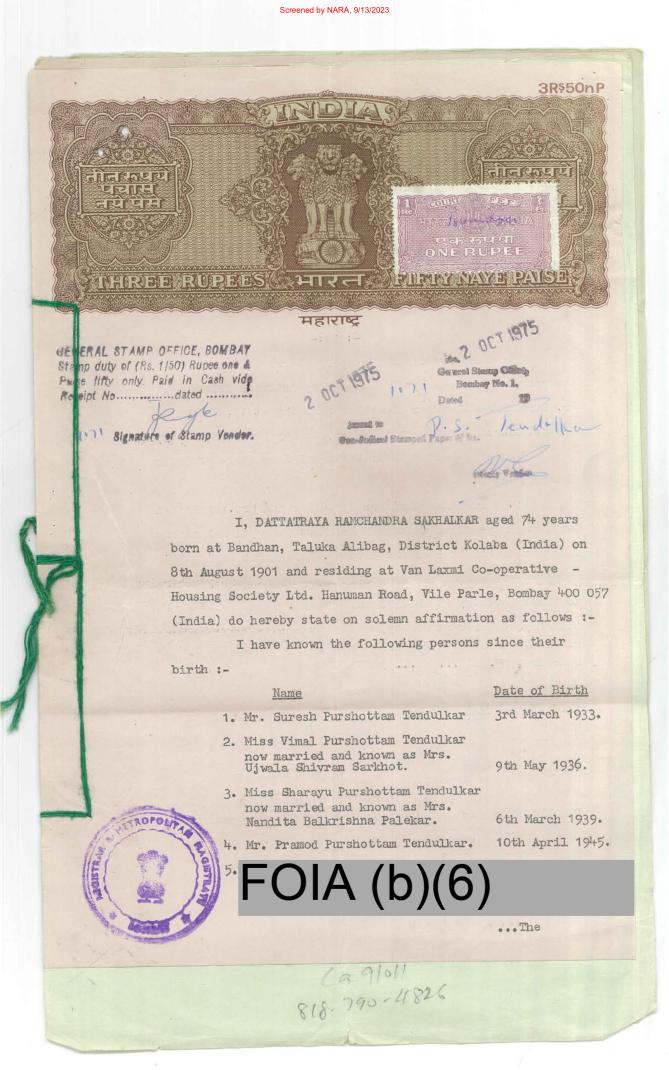 Screened by NARA, 9/13/2023
3R$50nP
INDIA
तीन रूपये
पचास
नये पैसे
तीन रूपये
1
COURT FEE
एक रूपया
ONE RUPEE
THREE RUPEES भारत FIFTY NAYE PAISE
महाराष्ट्र
GENERAL STAMP OFFICE, BOMBAY
Stamp duty of (Rs. 1/50) Rupee one &
Paise fifty only. Paid in Cash vide
Receipt No..............dated ...........
1071 Signature of Stamp Vendor.
2 OCT 1975
No. 2 OCT 1975
General Stamp Office,
Bombay No. 1,
1071 Dated 19
Issued to P.S. Tendulkar
Non-Judicial Stamped Paper of Rs.
Stamp Vendor
I, DATTATRAYA RAMCHANDRA SAKHALKAR aged 74 years
born at Bandhan, Taluka Alibag, District Kolaba (India) on
8th August 1901 and residing at Van Laxmi Co-operative -
Housing Society Ltd. Hanuman Road, Vile Parle, Bombay 400 057
(India) do hereby state on solemn affirmation as follows :-
I have known the following persons since their
birth :-
Name Date of Birth
1. Mr. Suresh Purshottam Tendulkar 3rd March 1933.
2. Miss Vimal Purshottam Tendulkar
now married and known as Mrs.
Ujwala Shivram Sarkhot. 9th May 1936.
3. Miss Sharayu Purshottam Tendulkar
now married and known as Mrs.
Nandita Balkrishna Palekar. 6th March 1939.
4. Mr. Pramod Purshottam Tendulkar. 10th April 1945.
5. FOIA (b)(6)
REGISTRAR METROPOLITAN MAGISTRATE
BOMBAY
...The
Ca 91011
818-790-4826